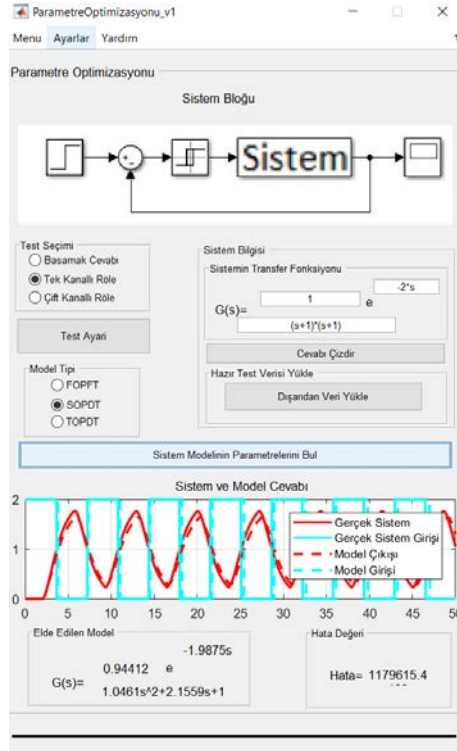 ParametreOptimizasyonu_v1
Menu Ayarlar Yardım
Parametre Optimizasyonu
Sistem Bloğu
Sistem
Test Seçimi
Basamak Cevabı
Tek Kanallı Röle
Çift Kanallı Röle
Test Ayari
Model Tipi
FOPFT
SOPDT
TOPDT
Sistem Bilgisi
Sistemin Transfer Fonksiyonu
-2*s
1
e
G(s)=
(s+1)*(s+1)
Cevabı Çizdir
Hazır Test Verisi Yükle
Dışarıdan Veri Yükle
Sistem Modelinin Parametrelerini Bul
Sistem ve Model Cevabı
2
1
0
0 5 10 15 20 25 30 35 40 45 50
Gerçek Sistem
Gerçek Sistem Girişi
Model Çıkışı
Model Girişi
Elde Edilen Model
-1.9875s
0.94412 e
G(s)=
1.0461s^2+2.1559s+1
Hata Değeri
Hata= 1179615.4